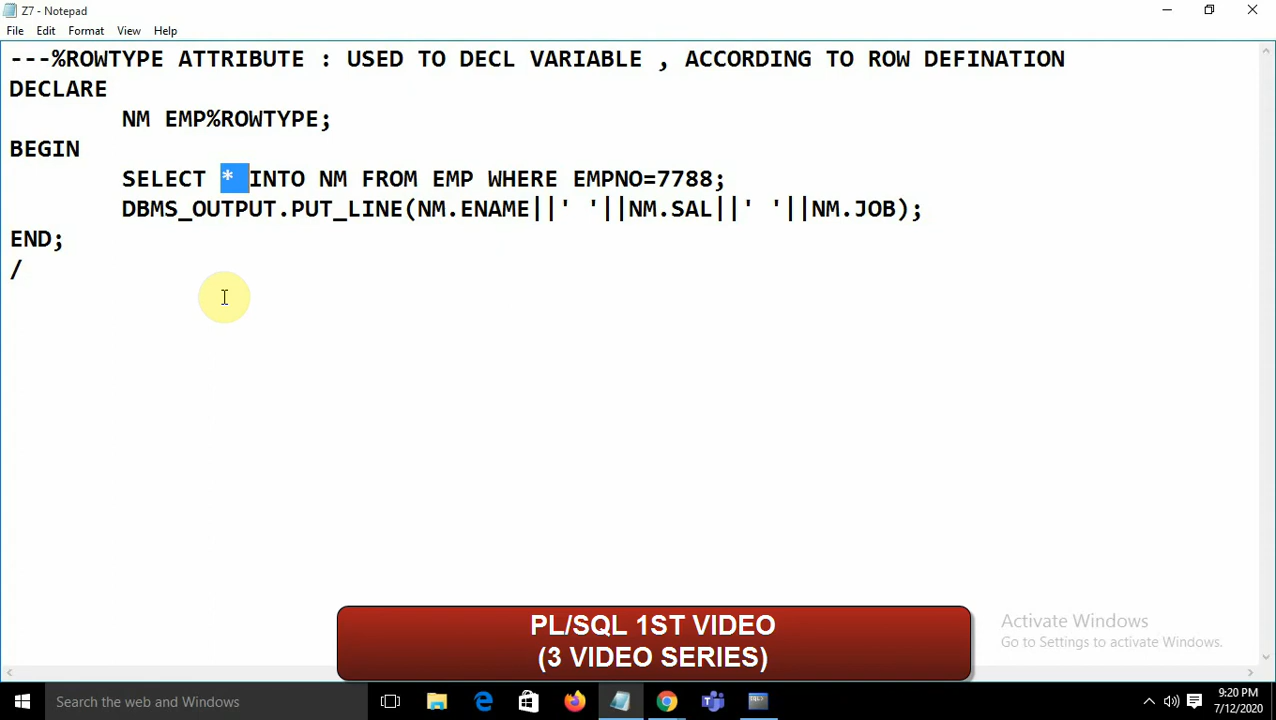 Z7 - Notepad
File Edit Format View Help
---%ROWTYPE ATTRIBUTE : USED TO DECL VARIABLE , ACCORDING TO ROW DEFINATION
DECLARE
NM EMP%ROWTYPE;
BEGIN
SELECT * INTO NM FROM EMP WHERE EMPNO=7788;
DBMS_OUTPUT.PUT_LINE(NM.ENAME||' '||NM.SAL||' '||NM.JOB);
END;
/
PL/SQL 1ST VIDEO
(3 VIDEO SERIES)
Activate Windows
Go to Settings to activate Windows.
Search the web and Windows
9:20 PM
7/12/2020